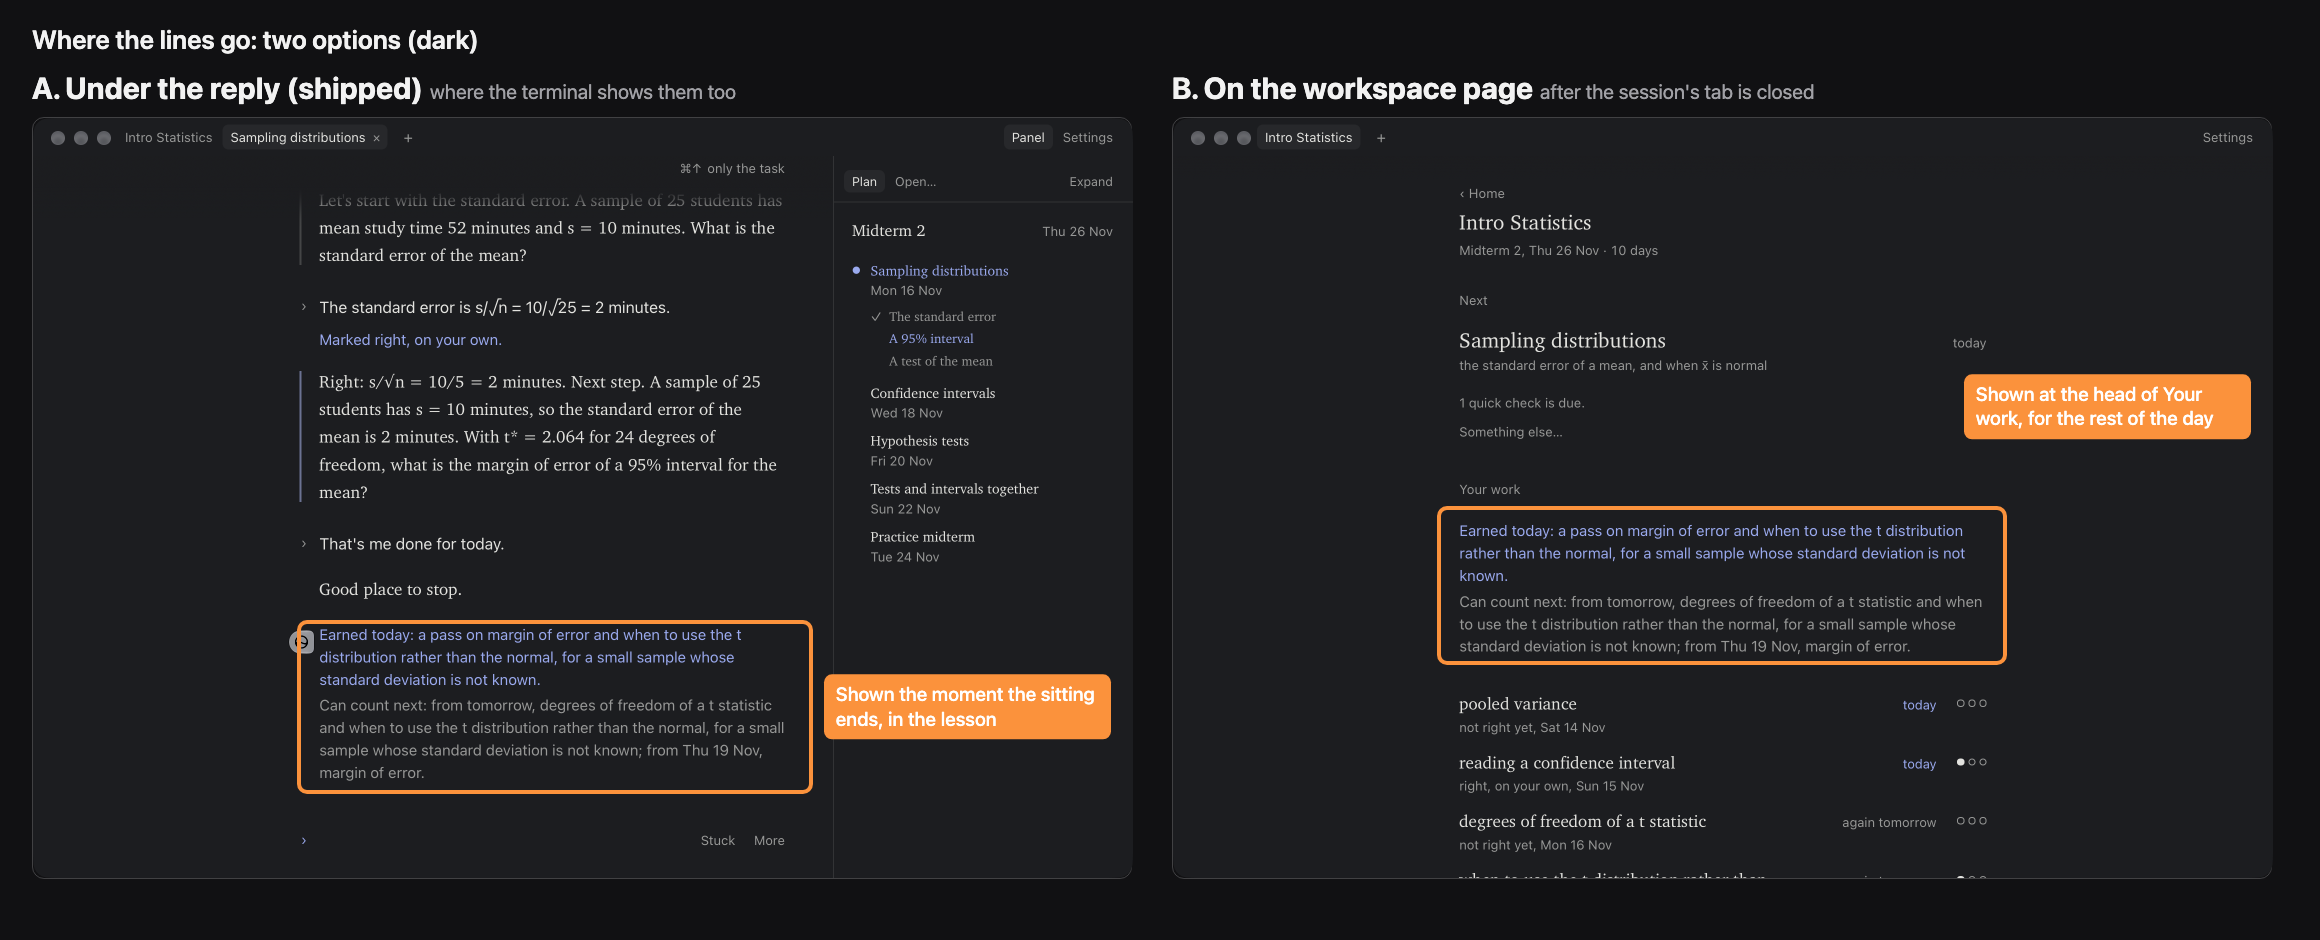 Where the lines go: two options (dark)
A. Under the reply (shipped) where the terminal shows them too
Intro Statistics
Sampling distributions ×
+
Panel
Settings
⌘↑ only the task
Let's start with the standard error. A sample of 25 students has
mean study time 52 minutes and s = 10 minutes. What is the
standard error of the mean?
› The standard error is s/√n = 10/√25 = 2 minutes.
Marked right, on your own.
Right: s/√n = 10/5 = 2 minutes. Next step. A sample of 25
students has s = 10 minutes, so the standard error of the
mean is 2 minutes. With t* = 2.064 for 24 degrees of
freedom, what is the margin of error of a 95% interval for the
mean?
› That's me done for today.
Good place to stop.
Earned today: a pass on margin of error and when to use the t
distribution rather than the normal, for a small sample whose
standard deviation is not known.
Can count next: from tomorrow, degrees of freedom of a t statistic
and when to use the t distribution rather than the normal, for a small
sample whose standard deviation is not known; from Thu 19 Nov,
margin of error.
›
Stuck
More
Plan
Open...
Expand
Midterm 2
Thu 26 Nov
Sampling distributions
Mon 16 Nov
✓ The standard error
A 95% interval
A test of the mean
Confidence intervals
Wed 18 Nov
Hypothesis tests
Fri 20 Nov
Tests and intervals together
Sun 22 Nov
Practice midterm
Tue 24 Nov
Shown the moment the sitting
ends, in the lesson
B. On the workspace page after the session's tab is closed
Intro Statistics
+
Settings
‹ Home
Intro Statistics
Midterm 2, Thu 26 Nov · 10 days
Next
Sampling distributions
today
the standard error of a mean, and when x̄ is normal
1 quick check is due.
Something else...
Shown at the head of Your
work, for the rest of the day
Your work
Earned today: a pass on margin of error and when to use the t distribution
rather than the normal, for a small sample whose standard deviation is not
known.
Can count next: from tomorrow, degrees of freedom of a t statistic and when
to use the t distribution rather than the normal, for a small sample whose
standard deviation is not known; from Thu 19 Nov, margin of error.
pooled variance
today
not right yet, Sat 14 Nov
reading a confidence interval
today
right, on your own, Sun 15 Nov
degrees of freedom of a t statistic
again tomorrow
not right yet, Mon 16 Nov